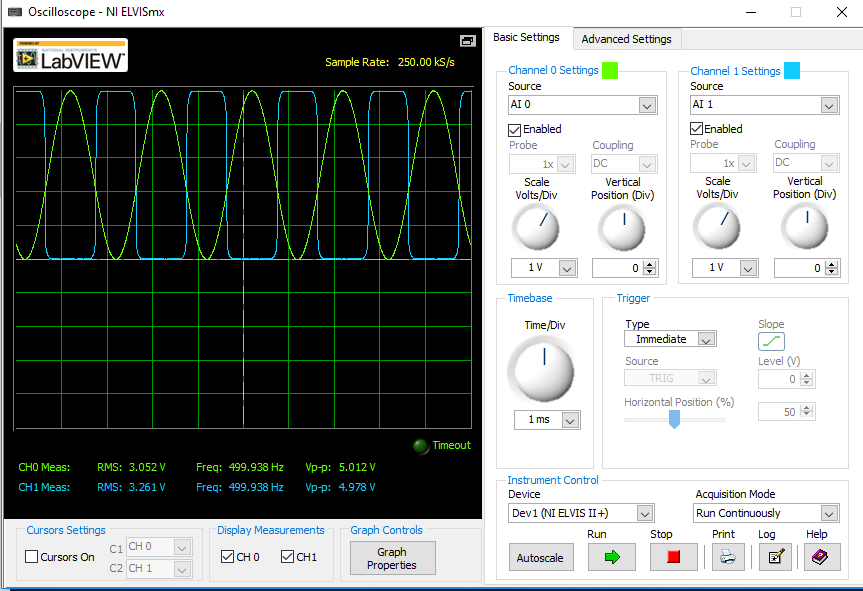 Oscilloscope - NI ELVISmx
POWERED BY
NATIONAL INSTRUMENTS
LabVIEW™
Sample Rate: 250.00 kS/s
Timeout
CH0 Meas: RMS: 3.052 V Freq: 499.938 Hz Vp-p: 5.012 V
CH1 Meas: RMS: 3.261 V Freq: 499.938 Hz Vp-p: 4.978 V
Cursors Settings
Cursors On
C1 CH 0
C2 CH 1
Display Measurements
CH 0 CH1
Graph Controls
Graph
Properties
Basic Settings Advanced Settings
Channel 0 Settings
Source
AI 0
Enabled
Probe Coupling
1x DC
Scale Vertical
Volts/Div Position (Div)
1 V 0
Channel 1 Settings
Source
AI 1
Enabled
Probe Coupling
1x DC
Scale Vertical
Volts/Div Position (Div)
1 V 0
Timebase
Time/Div
1 ms
Trigger
Type Slope
Immediate
Source Level (V)
TRIG 0
Horizontal Position (%)
50
Instrument Control
Device Acquisition Mode
Dev1 (NI ELVIS II+) Run Continuously
Run Stop Print Log Help
Autoscale